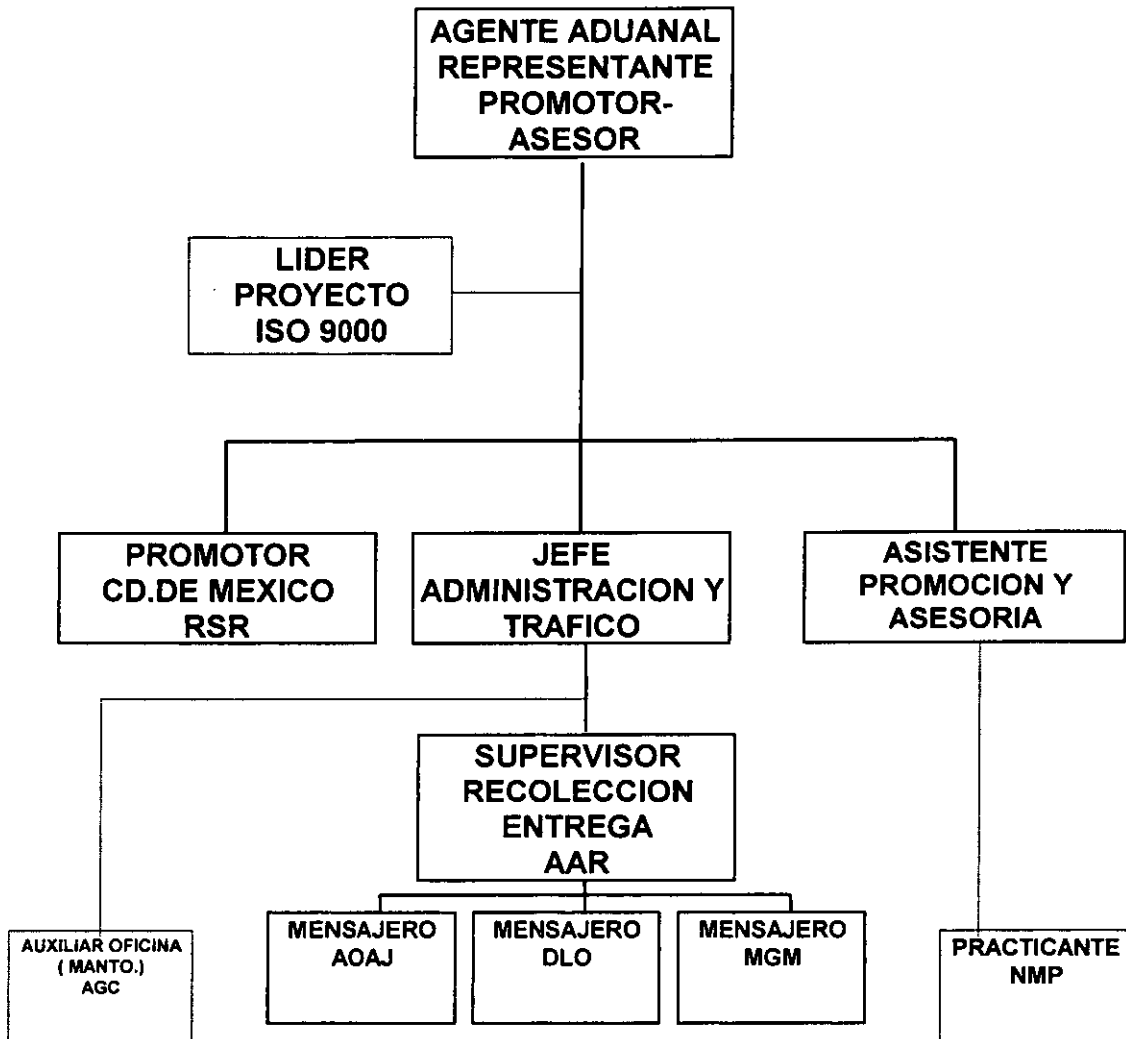 AGENTE ADUANAL
REPRESENTANTE
PROMOTOR-
ASESOR
LIDER
PROYECTO
ISO 9000
PROMOTOR
CD.DE MEXICO
RSR
JEFE
ADMINISTRACION Y
TRAFICO
ASISTENTE
PROMOCION Y
ASESORIA
SUPERVISOR
RECOLECCION
ENTREGA
AAR
AUXILIAR OFICINA
( MANTO.)
AGC
MENSAJERO
AOAJ
MENSAJERO
DLO
MENSAJERO
MGM
PRACTICANTE
NMP